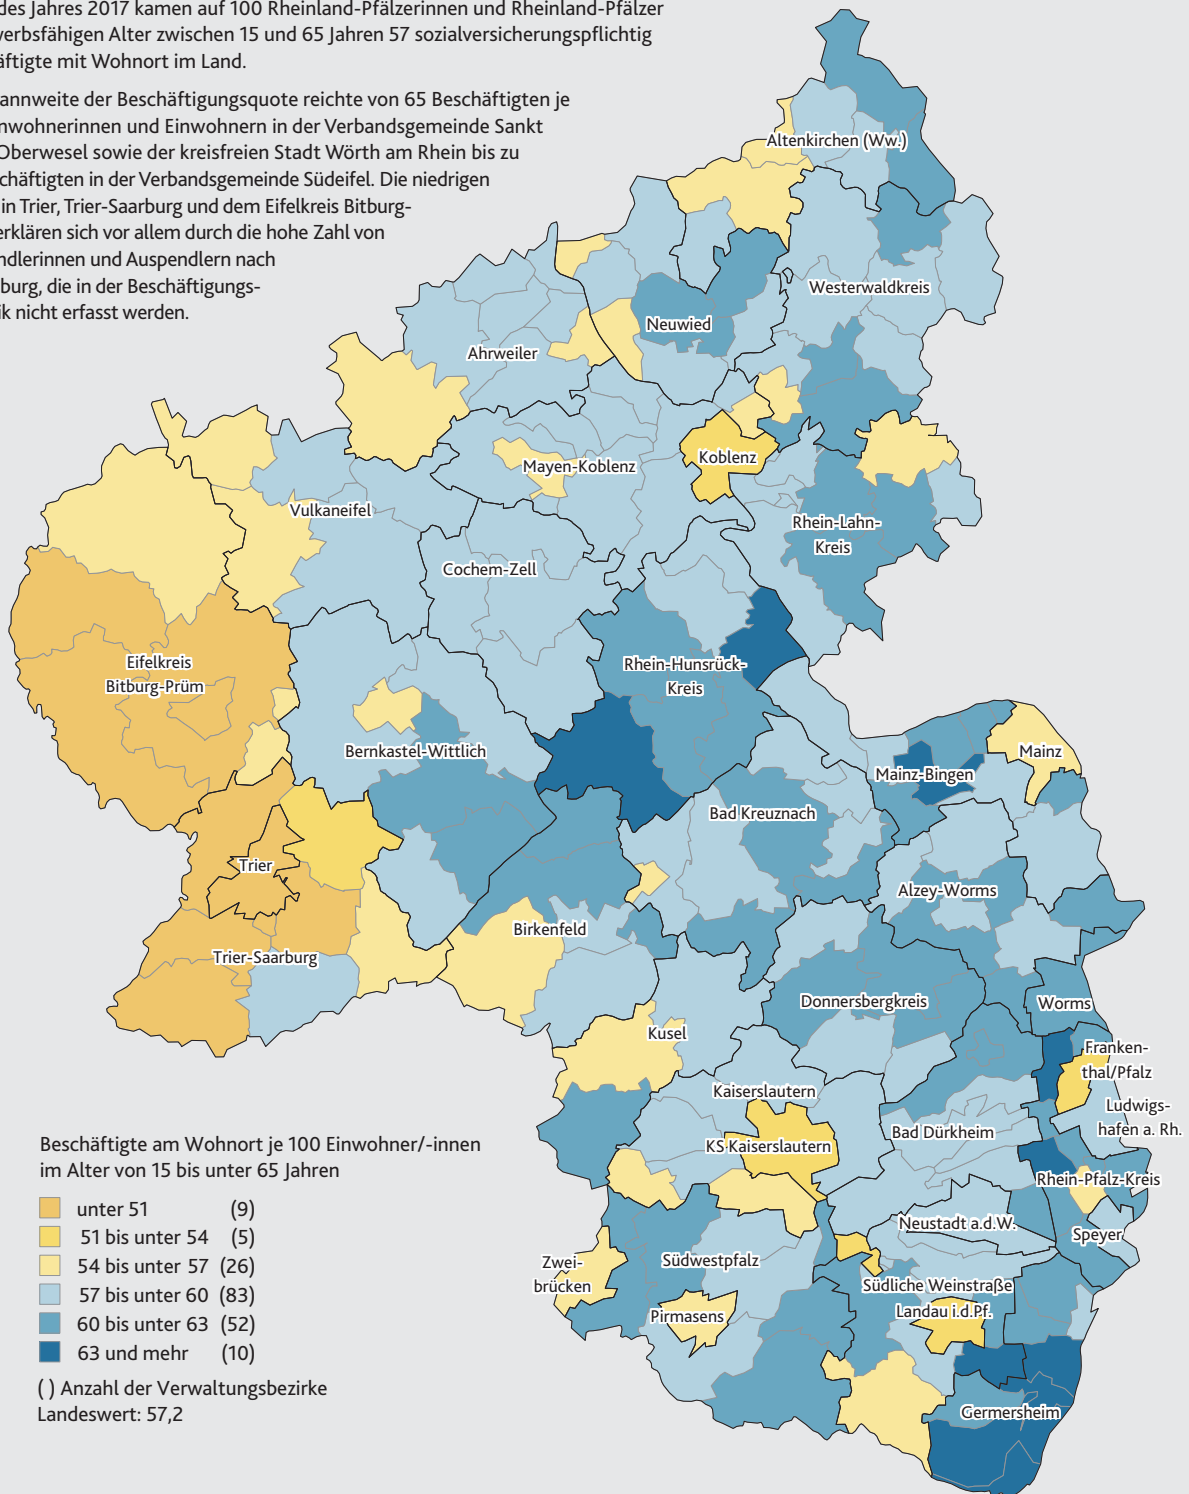 des Jahres 2017 kamen auf 100 Rheinland-Pfälzerinnen und Rheinland-Pfälzer
verbsfähigen Alter zwischen 15 und 65 Jahren 57 sozialversicherungspflichtig
äftigte mit Wohnort im Land.
annweite der Beschäftigungsquote reichte von 65 Beschäftigten je
nwohnerinnen und Einwohnern in der Verbandsgemeinde Sankt
Oberwesel sowie der kreisfreien Stadt Wörth am Rhein bis zu
chäftigten in der Verbandsgemeinde Südeifel. Die niedrigen
in Trier, Trier-Saarburg und dem Eifelkreis Bitburg-
erklären sich vor allem durch die hohe Zahl von
ndlerinnen und Auspendlern nach
burg, die in der Beschäftigungs-
ik nicht erfasst werden.
Altenkirchen (Ww.)
Westerwaldkreis
Neuwied
Ahrweiler
Koblenz
Mayen-Koblenz
Vulkaneifel
Rhein-Lahn-
Kreis
Cochem-Zell
Eifelkreis
Bitburg-Prüm
Rhein-Hunsrück-
Kreis
Bernkastel-Wittlich
Mainz
Mainz-Bingen
Bad Kreuznach
Trier
Alzey-Worms
Birkenfeld
Trier-Saarburg
Donnersbergkreis
Worms
Kusel
Franken-
thal/Pfalz
Kaiserslautern
Ludwigs-
hafen a. Rh.
Bad Dürkheim
KS-Kaiserslautern
Rhein-Pfalz-Kreis
Neustadt a.d.W.
Speyer
Zwei-
brücken
Südwestpfalz
Südliche Weinstraße
Landau i.d.Pf.
Pirmasens
Germersheim
Beschäftigte am Wohnort je 100 Einwohner/-innen
im Alter von 15 bis unter 65 Jahren
unter 51 (9)
51 bis unter 54 (5)
54 bis unter 57 (26)
57 bis unter 60 (83)
60 bis unter 63 (52)
63 und mehr (10)
( ) Anzahl der Verwaltungsbezirke
Landeswert: 57,2